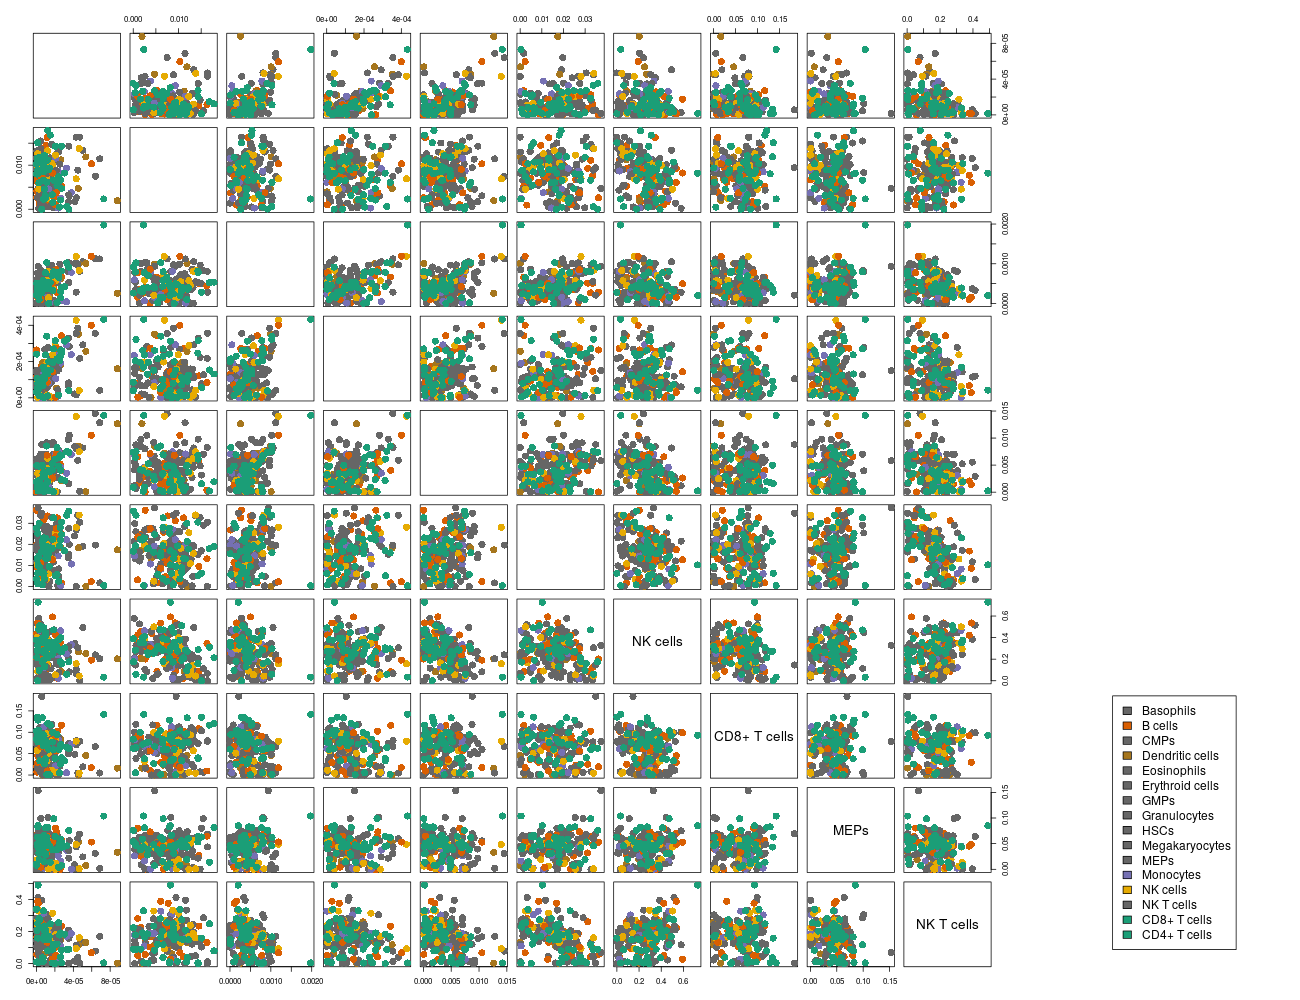 0.000 0.010 0e+00 2e-04 4e-04 0.00 0.01 0.02 0.03 0.00 0.05 0.10 0.15 0.0 0.2 0.4
0e+00 4e-05 8e-05
0.000 0.010
0.0000 0.0010 0.0020
0e+00 2e-04 4e-04
0.000 0.005 0.010 0.015
0.00 0.01 0.02 0.03
NK cells
0.0 0.2 0.4 0.6
0.00 0.05 0.10 0.15
CD8+ T cells
MEPs
0.00 0.05 0.10 0.15
0.0 0.2 0.4
NK T cells
0e+00 4e-05 8e-05 0.0000 0.0010 0.0020 0.000 0.005 0.010 0.015 0.0 0.2 0.4 0.6 0.00 0.05 0.10 0.15
Basophils
B cells
CMPs
Dendritic cells
Eosinophils
Erythroid cells
GMPs
Granulocytes
HSCs
Megakaryocytes
MEPs
Monocytes
NK cells
NK T cells
CD8+ T cells
CD4+ T cells